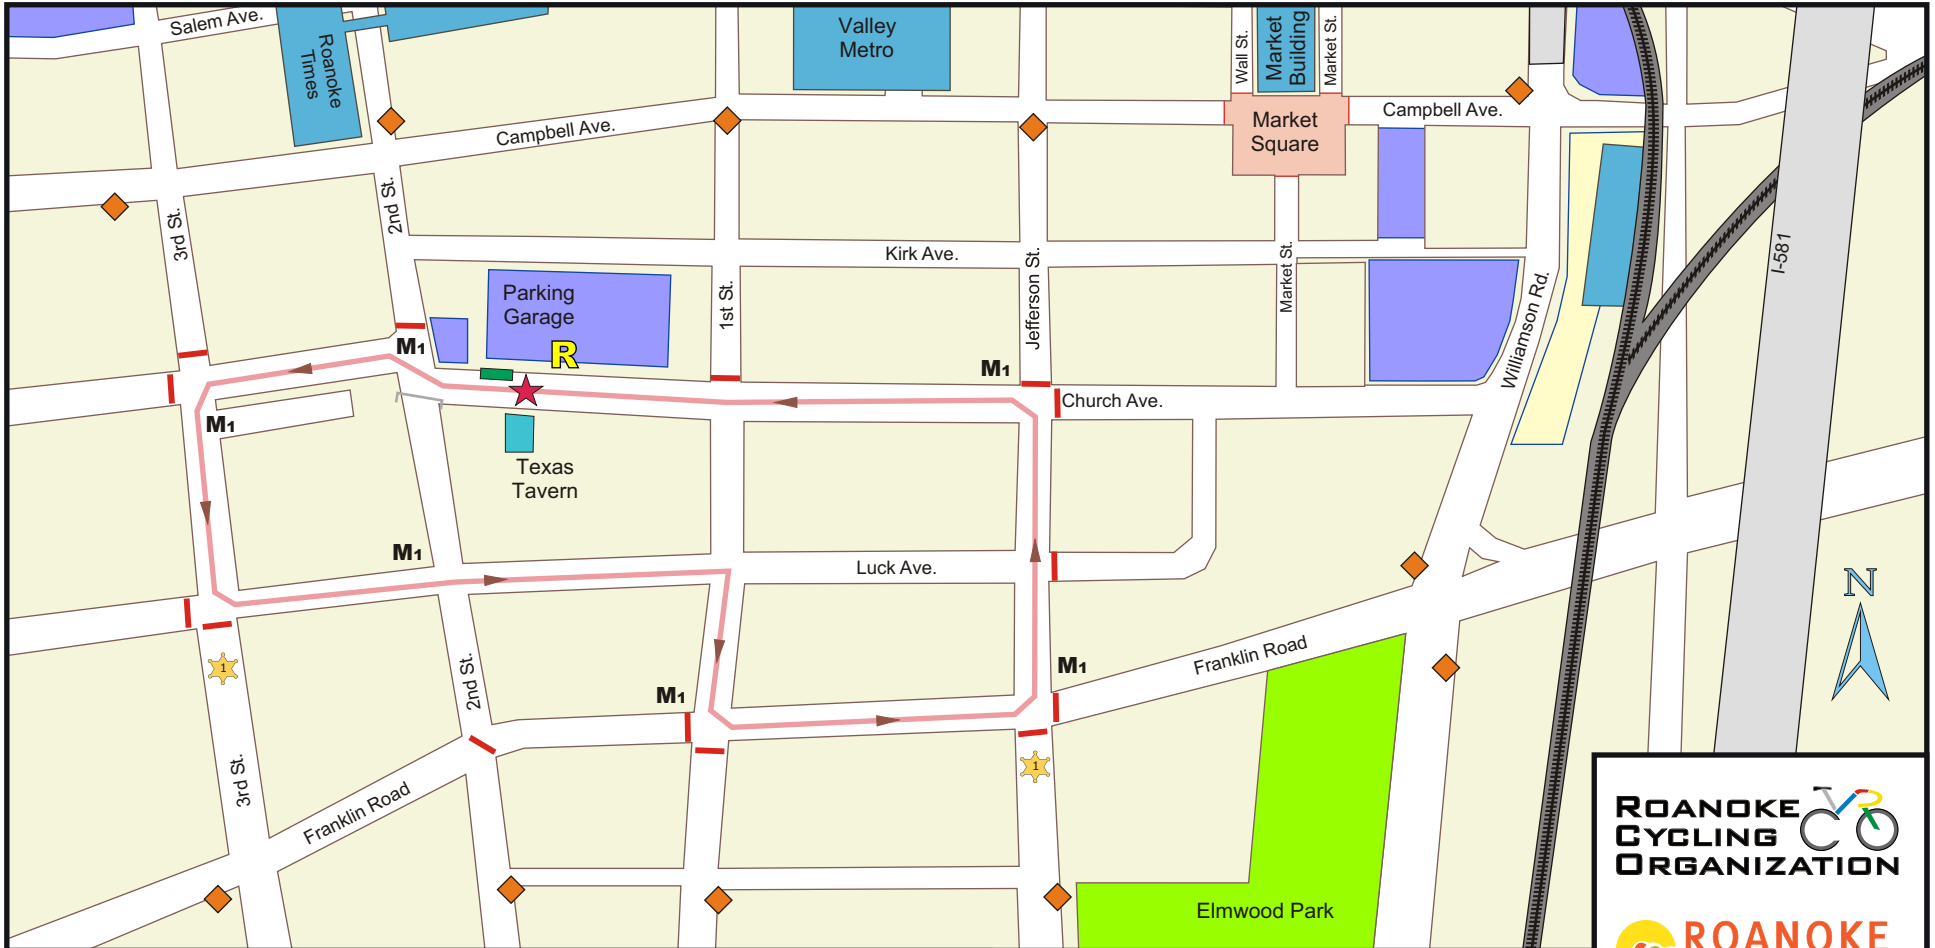 Salem Ave.
Roanoke
Times
Valley
Metro
Wall St.
Market
Building
Market St.
Campbell Ave.
Campbell Ave.
Market
Square
2nd St.
3rd St.
Kirk Ave.
Jefferson St.
Market St.
I-581
Parking
Garage
1st St.
Williamson Rd.
M1
R
M1
Church Ave.
M1
Texas
Tavern
M1
Luck Ave.
N
1
2nd St.
M1
M1
Franklin Road
3rd St.
1
Franklin Road
Elmwood Park
ROANOKE
CYCLING
ORGANIZATION
ROANOKE